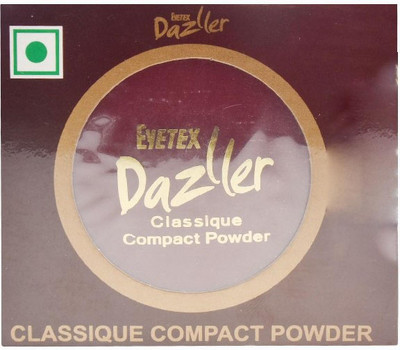 EYETEX
Dazller
EYETEX
Dazller
Classique
Compact Powder
CLASSIQUE COMPACT POWDER